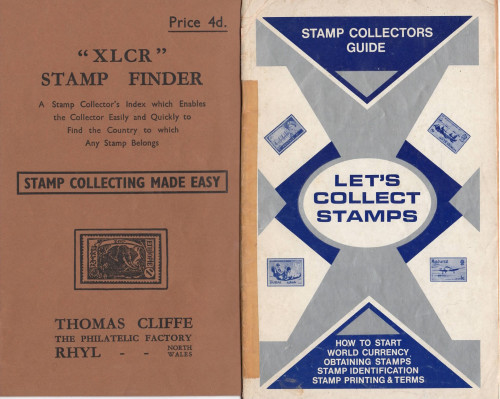 Price 4d.
"XLCR"
STAMP FINDER
A Stamp Collector's Index which Enables
the Collector Easily and Quickly to
Find the Country to which
Any Stamp Belongs
STAMP COLLECTING MADE EASY
THOMAS CLIFFE
THE PHILATELIC FACTORY
RHYL - - NORTH WALES
STAMP COLLECTORS
GUIDE
LET'S
COLLECT
STAMPS
HOW TO START
WORLD CURRENCY
OBTAINING STAMPS
STAMP IDENTIFICATION
STAMP PRINTING & TERMS